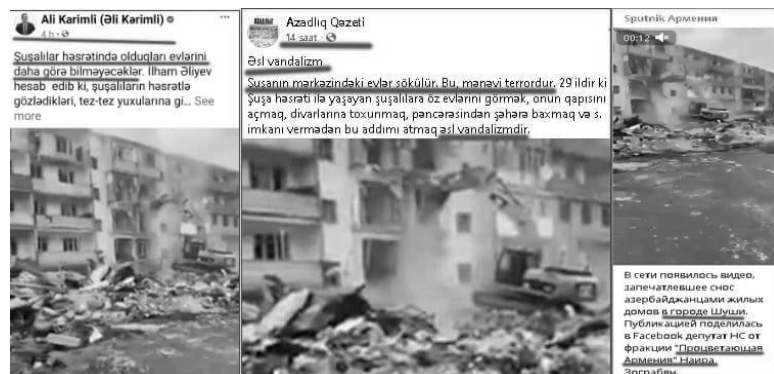 Ali Karimli (Əli Kərimli)
4 h
Şuşalılar həsrətində olduqları evlərini
daha görə bilməyəcəklər. İlham Əliyev
hesab edib ki, şuşalıların həsrətlə
gözlədikləri, tez-tez yuxularına gi... See
more
Azadlıq Qəzeti
14 saat
Əsl vandalizm
Şuşanın mərkəzindəki evlər sökülür. Bu, mənəvi terrordur. 29 ildir ki
Şuşa həsrəti ilə yaşayan şuşalılara öz evlərini görmək, onun qapısını
açmaq, divarlarına toxunmaq, pəncərəsindən şəhərə baxmaq və s.
imkanı vermədən bu addımı atmaq əsl vandalizmdir.
Sputnik Армения
00:12
В сети появилось видео,
запечатлевшее снос
азербайджанцами жилых
домов в городе Шуши.
Публикацией поделилась
в Facebook депутат НС от
фракции "Процветающая
Армения" Наира